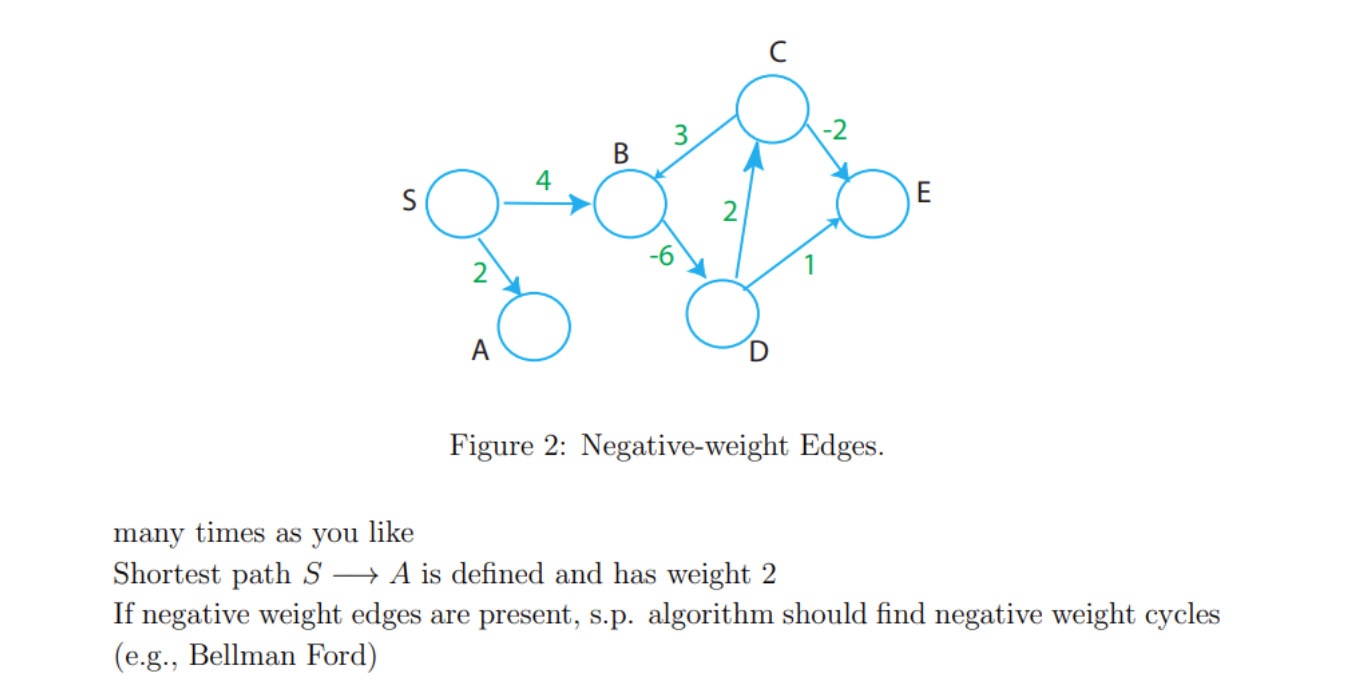 C
3
-2
B
4
S
E
2
-6
1
2
A
D
Figure 2: Negative-weight Edges.
many times as you like
Shortest path S ⟶ A is defined and has weight 2
If negative weight edges are present, s.p. algorithm should find negative weight cycles
(e.g., Bellman Ford)